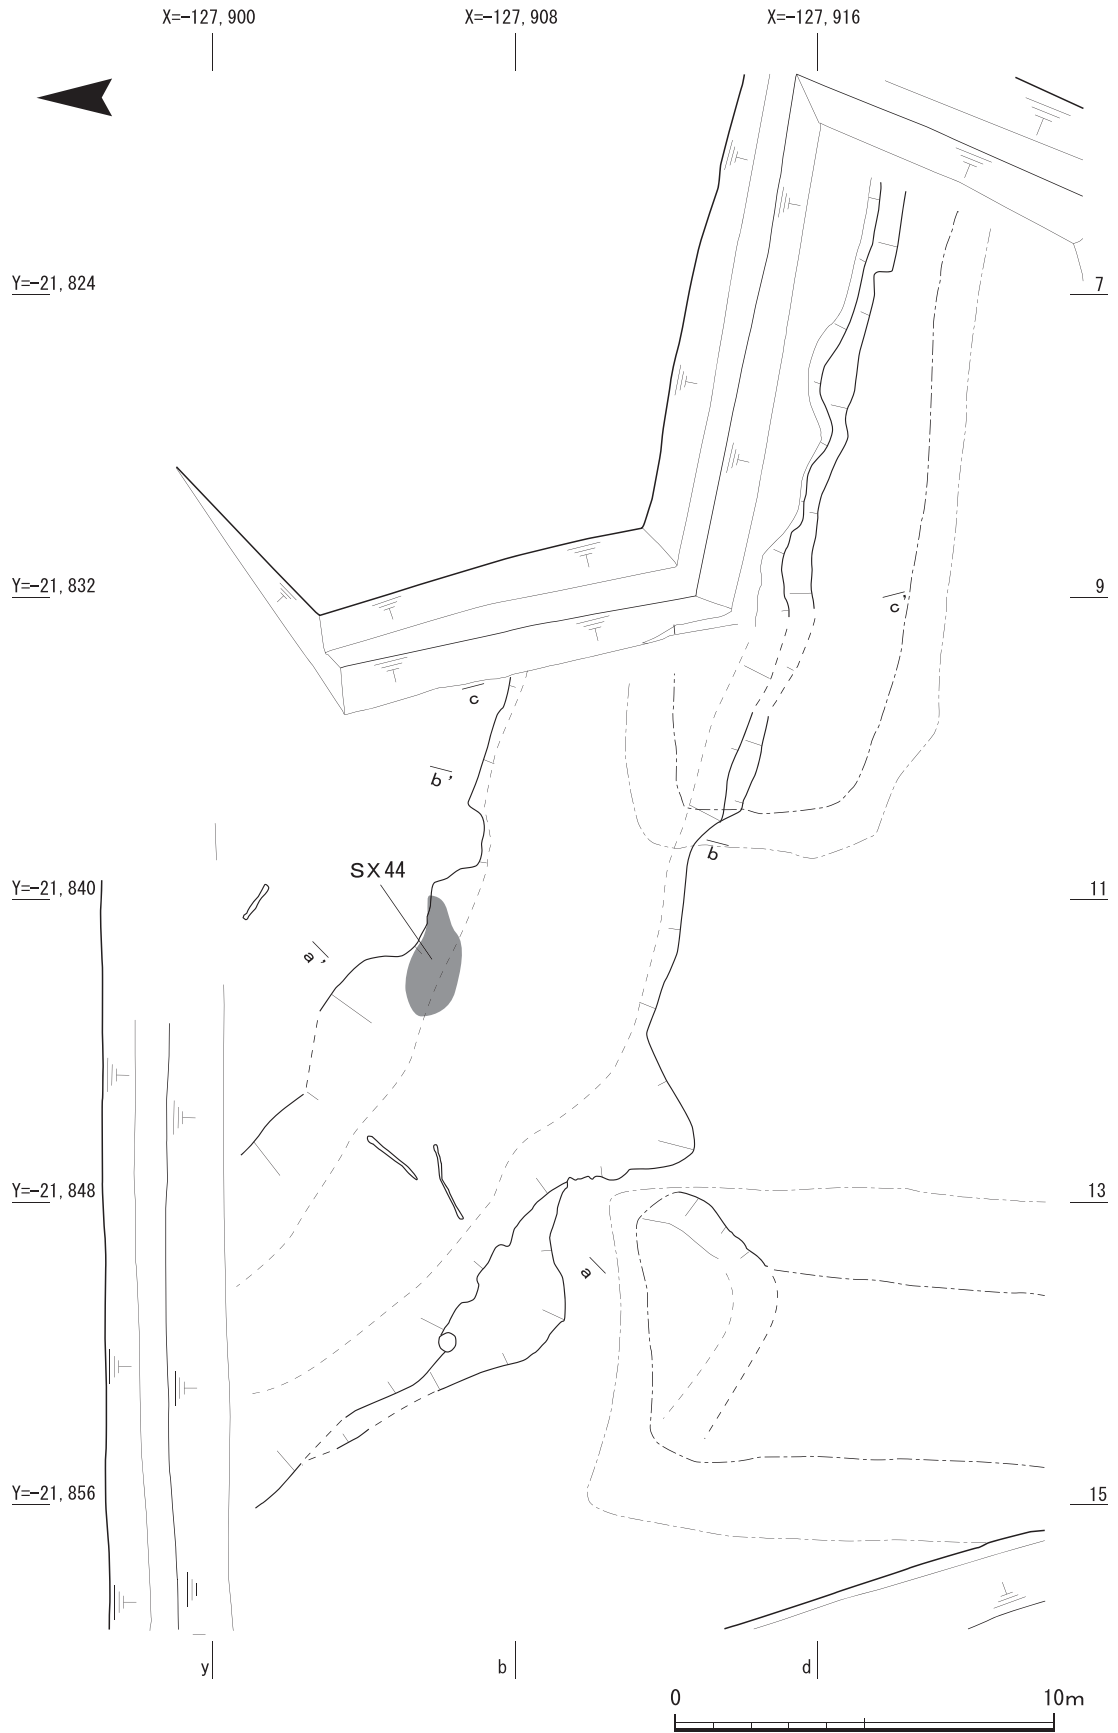 X=-127,900
X=-127,908
X=-127,916
Y=-21,824
7
Y=-21,832
9
c'
c
b'
b
SX44
Y=-21,840
11
a'
Y=-21,848
13
a
Y=-21,856
15
y
b
d
0
10m